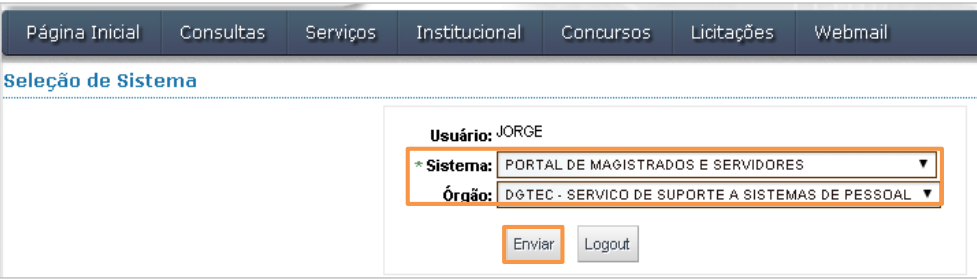 Página Inicial Consultas Serviços Institucional Concursos Licitações Webmail
Seleção de Sistema
Usuário: JORGE
* Sistema: PORTAL DE MAGISTRADOS E SERVIDORES
Órgão: DGTEC - SERVICO DE SUPORTE A SISTEMAS DE PESSOAL
Enviar Logout